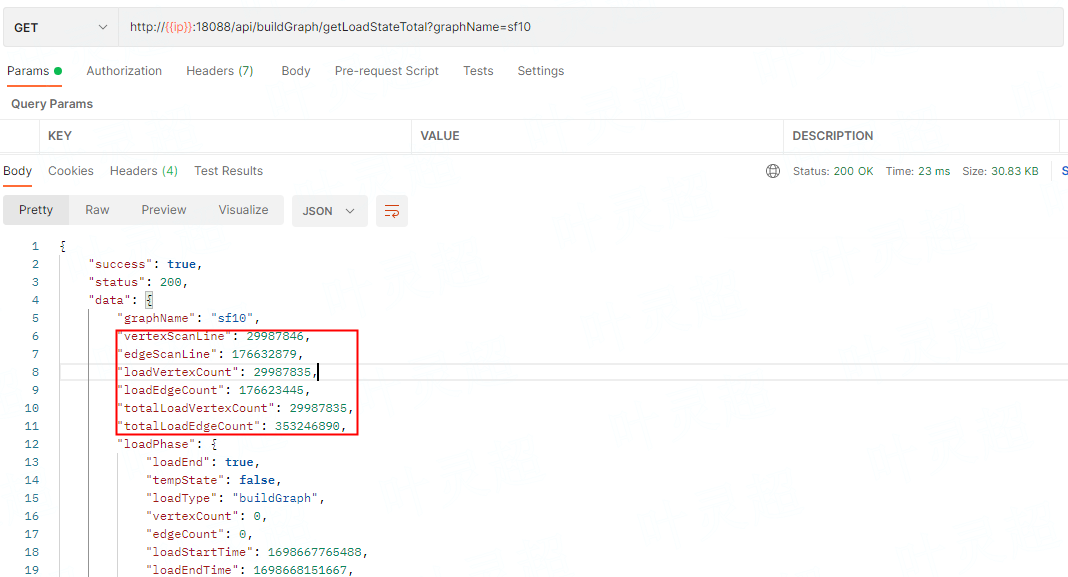 GET http://{{ip}}:18088/api/buildGraph/getLoadStateTotal?graphName=sf10
Params Authorization Headers (7) Body Pre-request Script Tests Settings
Query Params
KEY VALUE DESCRIPTION
Body Cookies Headers (4) Test Results Status: 200 OK Time: 23 ms Size: 30.83 KB S
Pretty Raw Preview Visualize JSON
1 {
2 "success": true,
3 "status": 200,
4 "data": {
5 "graphName": "sf10",
6 "vertexScanLine": 29987846,
7 "edgeScanLine": 176632879,
8 "loadVertexCount": 29987835,
9 "loadEdgeCount": 176623445,
10 "totalLoadVertexCount": 29987835,
11 "totalLoadEdgeCount": 353246890,
12 "loadPhase": {
13 "loadEnd": true,
14 "tempState": false,
15 "loadType": "buildGraph",
16 "vertexCount": 0,
17 "edgeCount": 0,
18 "loadStartTime": 1698667765488,
19 "loadEndTime": 1698668151667,